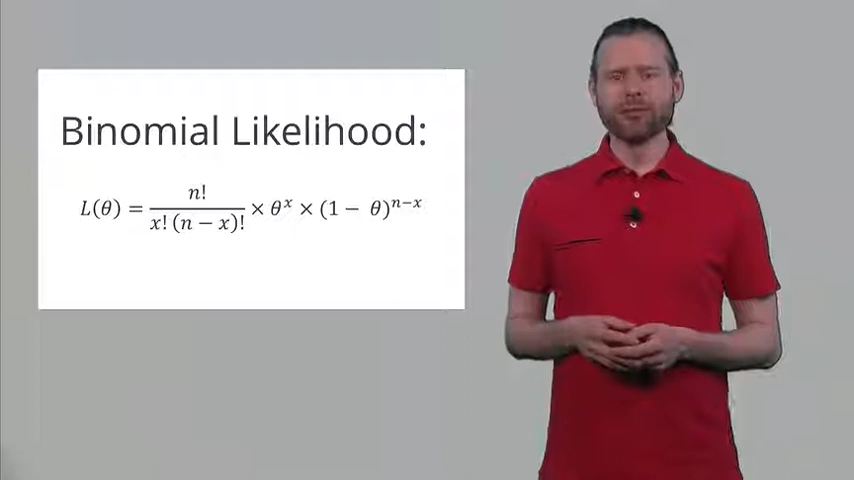 Binomial Likelihood:
L(θ) = n!/(x! (n − x)!) × θ^x × (1 − θ)^{n−x}